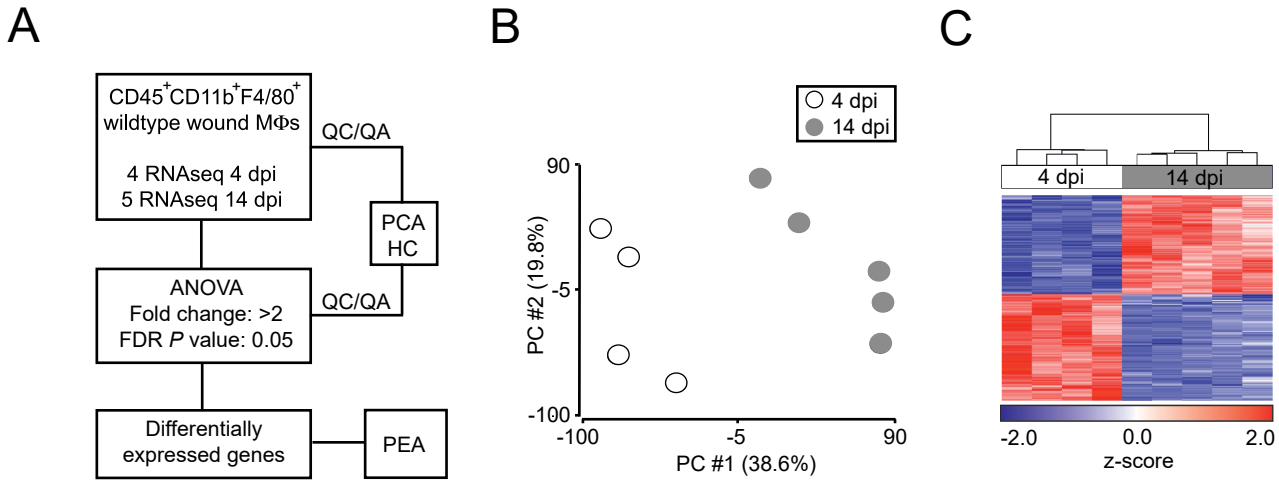 A
CD45+CD11b+F4/80+
wildtype wound MΦs
4 RNAseq 4 dpi
5 RNAseq 14 dpi
QC/QA
PCA
HC
ANOVA
Fold change: >2
FDR P value: 0.05
QC/QA
Differentially
expressed genes
PEA
B
4 dpi
14 dpi
90
-5
-100
PC #2 (19.8%)
-100
-5
90
PC #1 (38.6%)
C
4 dpi
14 dpi
-2.0
0.0
2.0
z-score